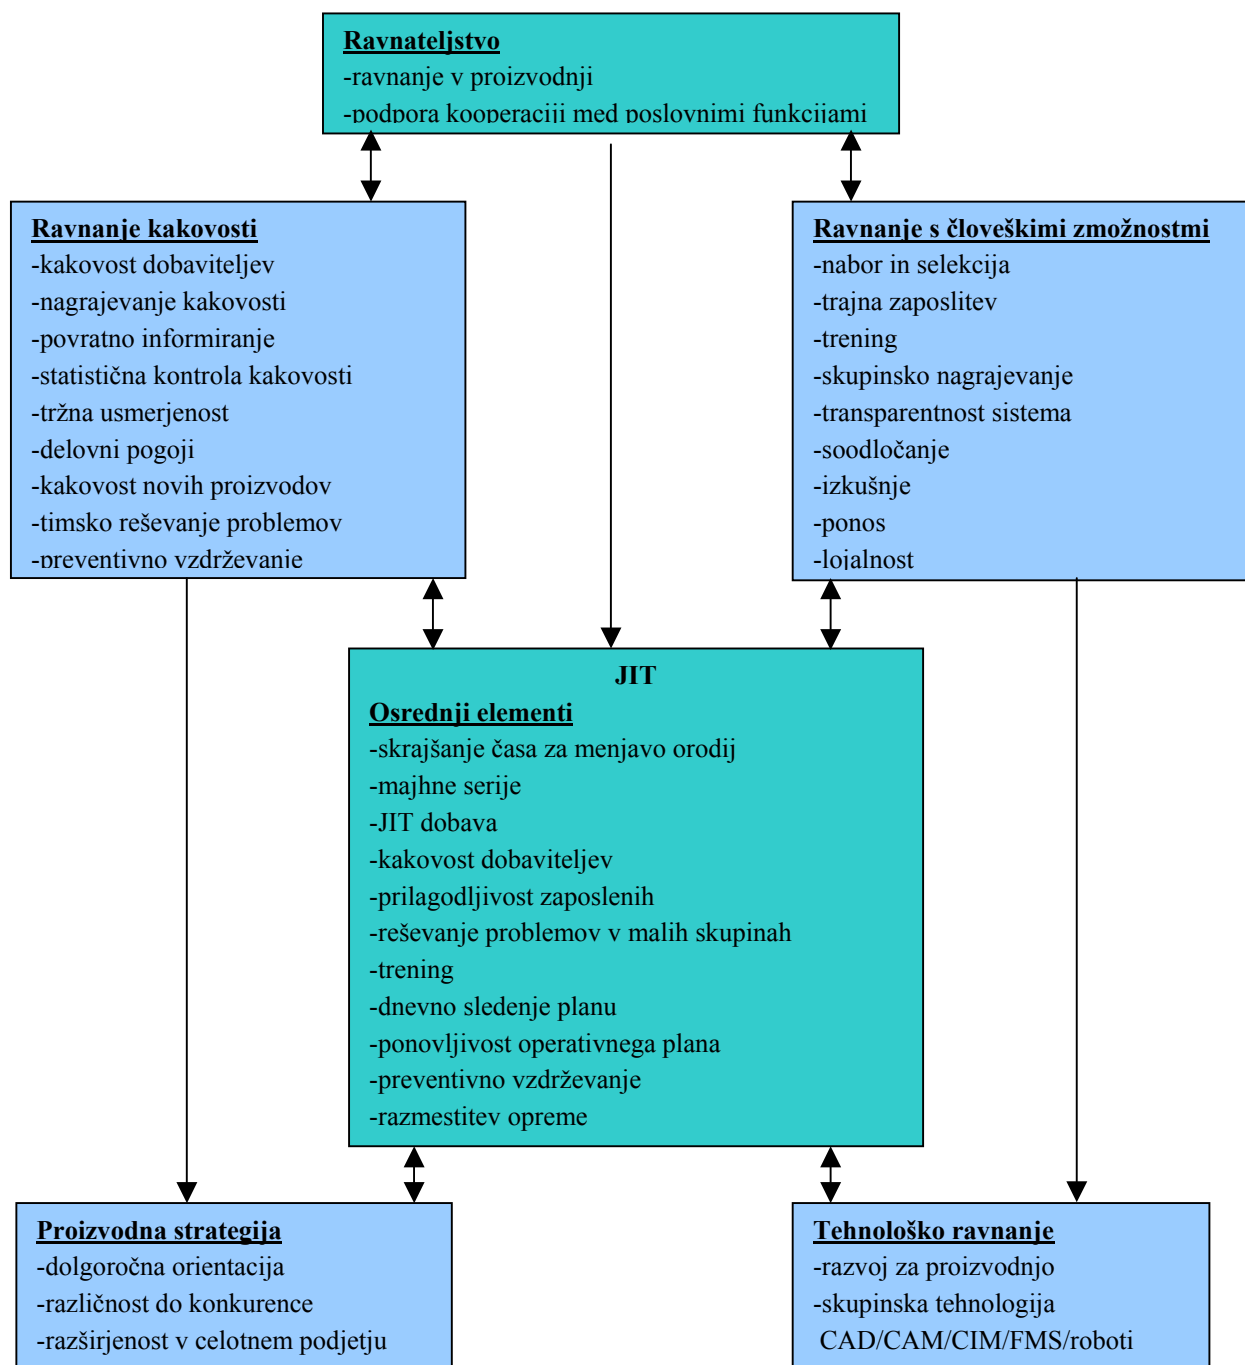 Ravnateljstvo
-ravnanje v proizvodnji
-podpora kooperaciji med poslovnimi funkcijami
Ravnanje kakovosti
-kakovost dobaviteljev
-nagrajevanje kakovosti
-povratno informiranje
-statistična kontrola kakovosti
-tržna usmerjenost
-delovni pogoji
-kakovost novih proizvodov
-timsko reševanje problemov
-preventivno vzdrževanje
Ravnanje s človeškimi zmožnostmi
-nabor in selekcija
-trajna zaposlitev
-trening
-skupinsko nagrajevanje
-transparentnost sistema
-soodločanje
-izkušnje
-ponos
-lojalnost
JIT
Osrednji elementi
-skrajšanje časa za menjavo orodij
-majhne serije
-JIT dobava
-kakovost dobaviteljev
-prilagodljivost zaposlenih
-reševanje problemov v malih skupinah
-trening
-dnevno sledenje planu
-ponovljivost operativnega plana
-preventivno vzdrževanje
-razmestitev opreme
Proizvodna strategija
-dolgoročna orientacija
-različnost do konkurence
-razširjenost v celotnem podjetju
Tehnološko ravnanje
-razvoj za proizvodnjo
-skupinska tehnologija
CAD/CAM/CIM/FMS/roboti